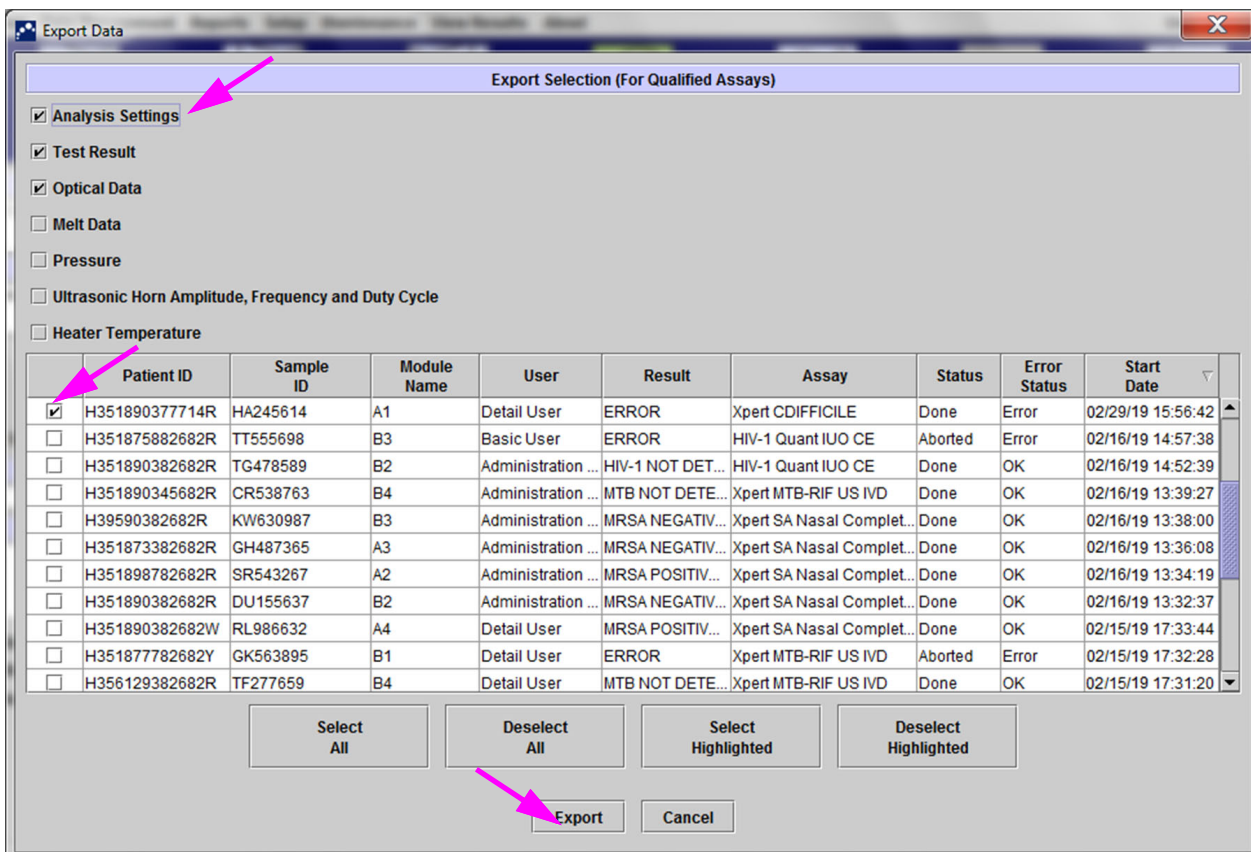 Export Data
Export Selection (For Qualified Assays)
Analysis Settings
Test Result
Optical Data
Melt Data
Pressure
Ultrasonic Horn Amplitude, Frequency and Duty Cycle
Heater Temperature
Patient ID Sample ID Module Name User Result Assay Status Error Status Start Date
H351890377714R HA245614 A1 Detail User ERROR Xpert CDIFFICILE Done Error 02/29/19 15:56:42
H351875882682R TT555698 B3 Basic User ERROR HIV-1 Quant IUO CE Aborted Error 02/16/19 14:57:38
H351890382682R TG478589 B2 Administration ... HIV-1 NOT DET... HIV-1 Quant IUO CE Done OK 02/16/19 14:52:39
H351890345682R CR538763 B4 Administration ... MTB NOT DETE... Xpert MTB-RIF US IVD Done OK 02/16/19 13:39:27
H39590382682R KW630987 B3 Administration ... MRSA NEGATIV... Xpert SA Nasal Complet... Done OK 02/16/19 13:38:00
H351873382682R GH487365 A3 Administration ... MRSA NEGATIV... Xpert SA Nasal Complet... Done OK 02/16/19 13:36:08
H351898782682R SR543267 A2 Administration ... MRSA POSITIV... Xpert SA Nasal Complet... Done OK 02/16/19 13:34:19
H351890382682R DU155637 B2 Administration ... MRSA NEGATIV... Xpert SA Nasal Complet... Done OK 02/16/19 13:32:37
H351890382682W RL986632 A4 Detail User MRSA POSITIV... Xpert SA Nasal Complet... Done OK 02/15/19 17:33:44
H351877782682Y GK563895 B1 Detail User ERROR Xpert MTB-RIF US IVD Aborted Error 02/15/19 17:32:28
H356129382682R TF277659 B4 Detail User MTB NOT DETE... Xpert MTB-RIF US IVD Done OK 02/15/19 17:31:20
Select All Deselect All Select Highlighted Deselect Highlighted
Export Cancel